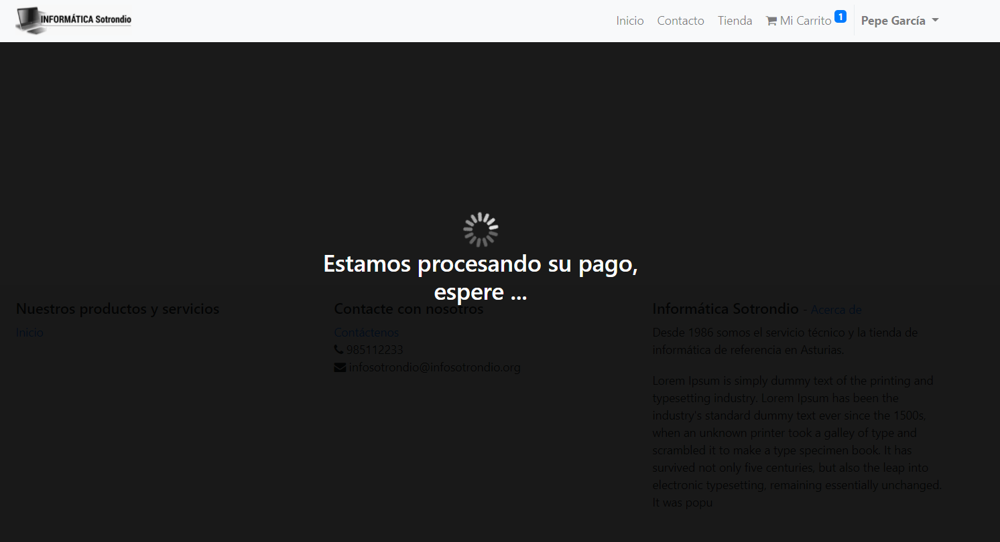 INFORMÁTICA Sotrondio
Inicio Contacto Tienda Mi Carrito 1 Pepe García
Estamos procesando su pago,
espere ...
Nuestros productos y servicios
Inicio
Contacte con nosotros
Contáctenos
985112233
infosotrondio@infosotrondio.org
Informática Sotrondio - Acerca de
Desde 1986 somos el servicio técnico y la tienda de
informática de referencia en Asturias.
Lorem Ipsum is simply dummy text of the printing and
typesetting industry. Lorem Ipsum has been the
industry's standard dummy text ever since the 1500s,
when an unknown printer took a galley of type and
scrambled it to make a type specimen book. It has
survived not only five centuries, but also the leap into
electronic typesetting, remaining essentially unchanged.
It was popu